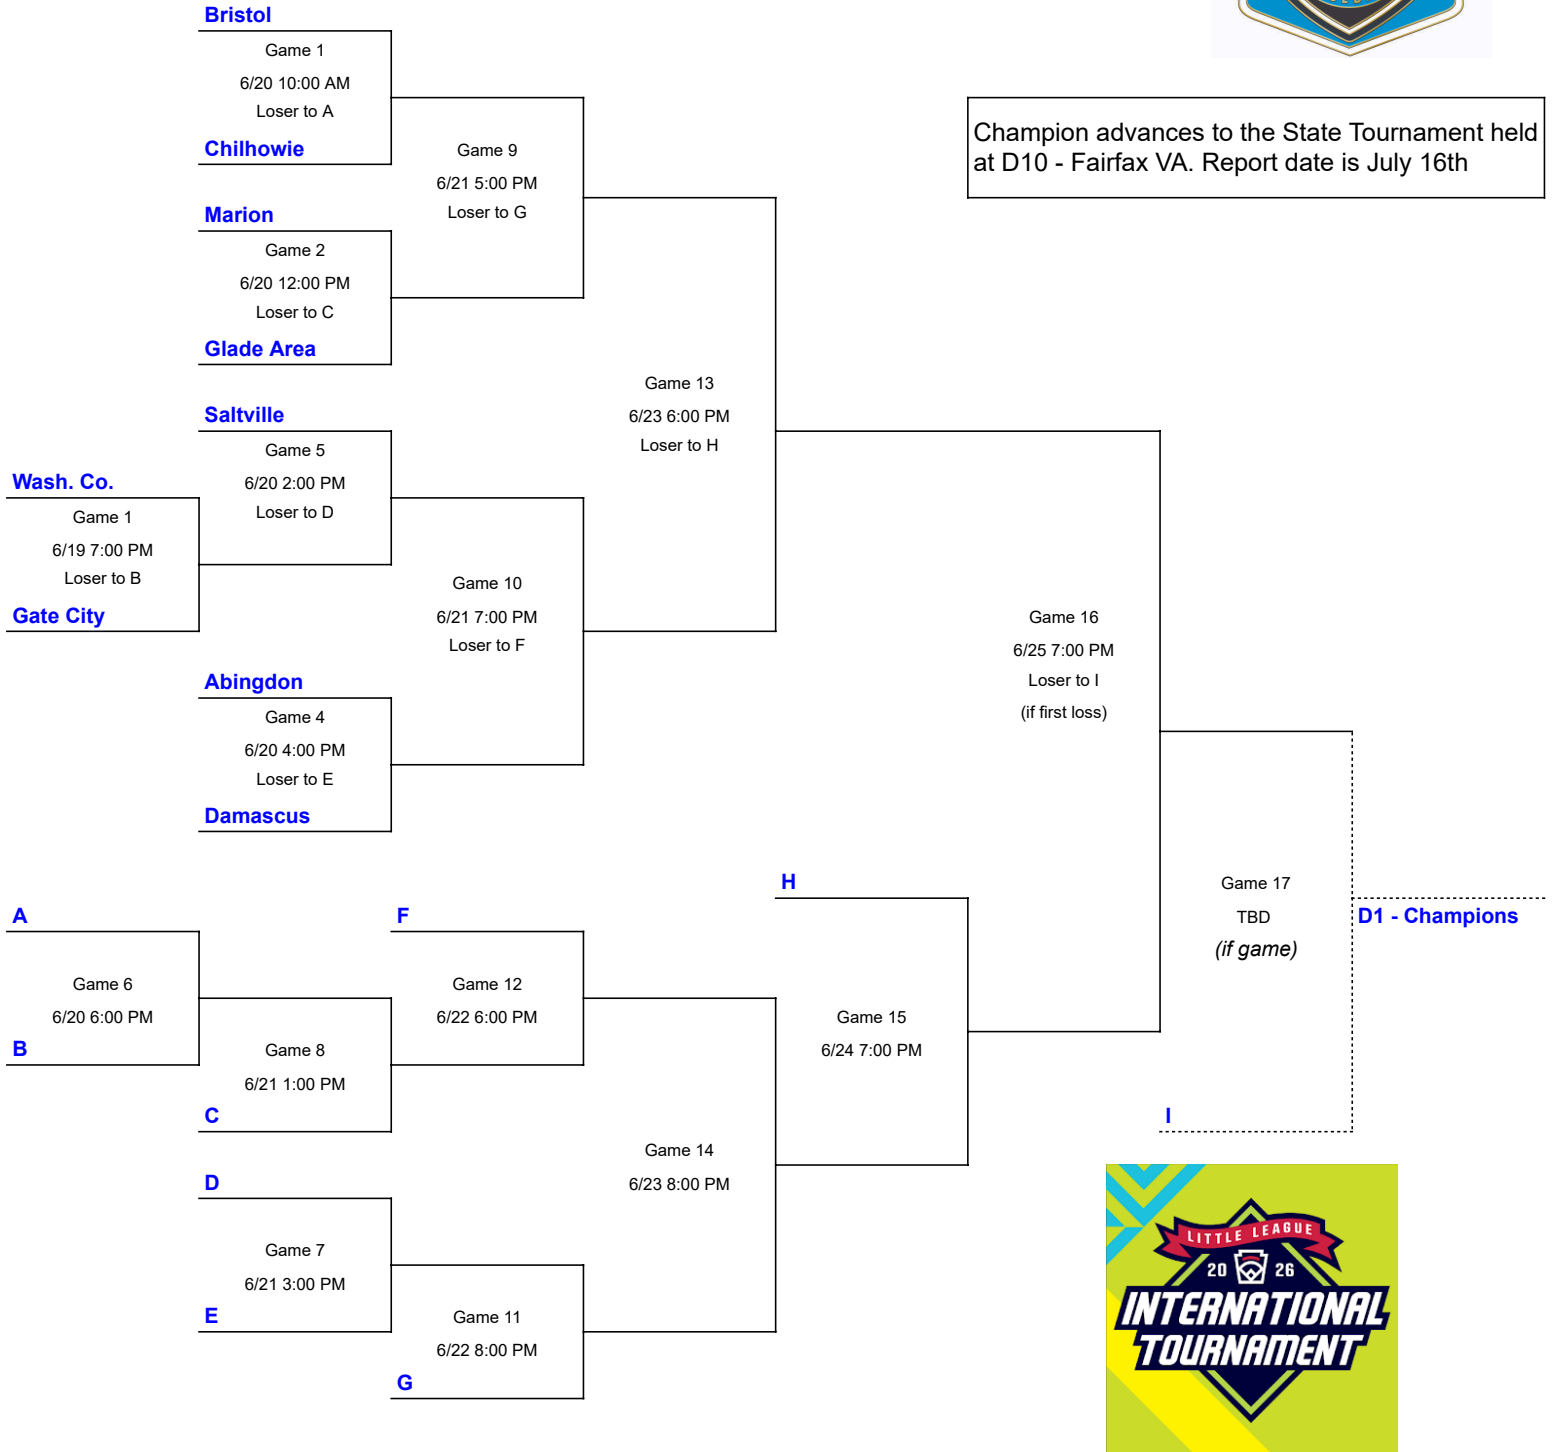 Bristol
Game 1
6/20 10:00 AM
Loser to A
Chilhowie
Game 9
6/21 5:00 PM
Loser to G
Champion advances to the State Tournament held
at D10 - Fairfax VA. Report date is July 16th
Marion
Game 2
6/20 12:00 PM
Loser to C
Glade Area
Game 13
6/23 6:00 PM
Loser to H
Saltville
Game 5
6/20 2:00 PM
Loser to D
Wash. Co.
Game 1
6/19 7:00 PM
Loser to B
Gate City
Game 10
6/21 7:00 PM
Loser to F
Game 16
6/25 7:00 PM
Loser to I
(if first loss)
Abingdon
Game 4
6/20 4:00 PM
Loser to E
Damascus
H
Game 17
TBD
(if game)
D1 - Champions
A
Game 6
6/20 6:00 PM
B
F
Game 12
6/22 6:00 PM
Game 15
6/24 7:00 PM
Game 8
6/21 1:00 PM
C
I
Game 14
6/23 8:00 PM
D
Game 7
6/21 3:00 PM
E
Game 11
6/22 8:00 PM
G
LITTLE LEAGUE
20 26
INTERNATIONAL
TOURNAMENT